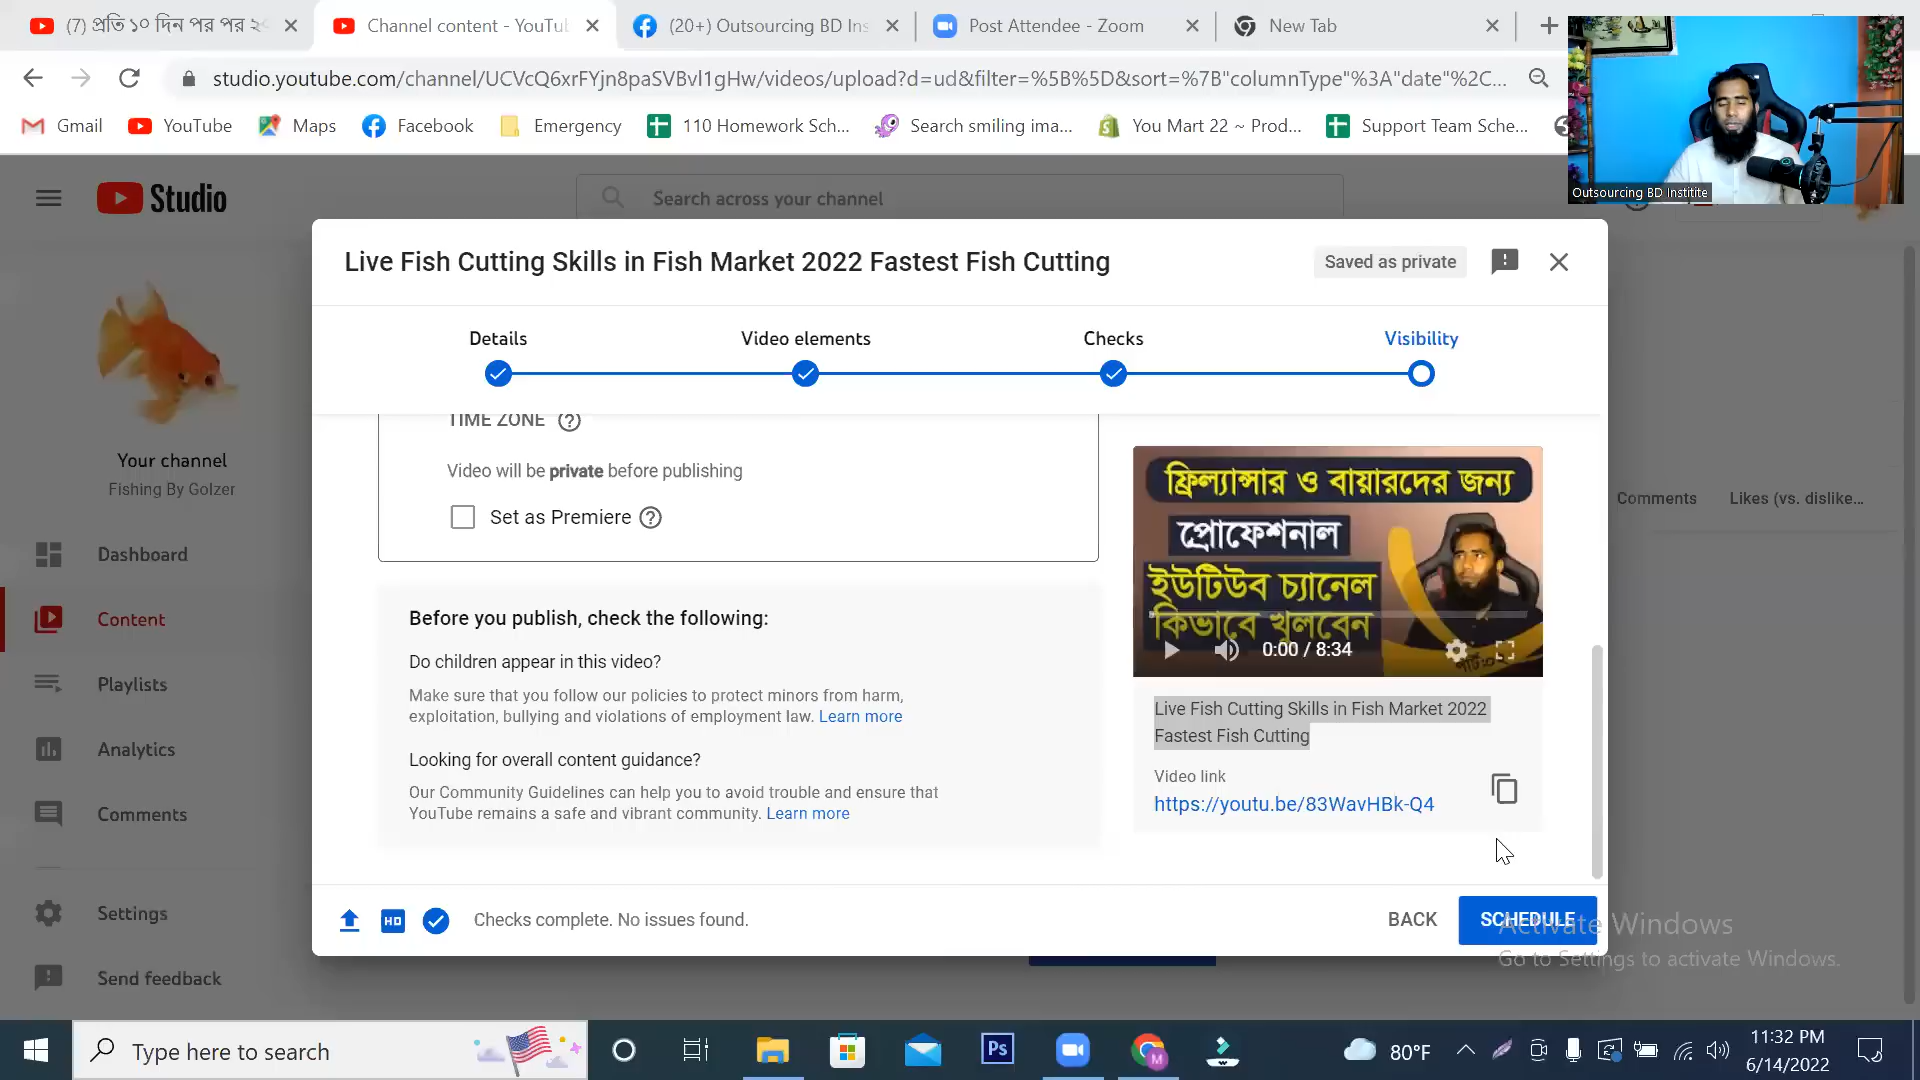 (7) প্রতি ১০ দিন পর পর ২
Channel content - YouTu
(20+) Outsourcing BD Ins
Post Attendee - Zoom
New Tab
studio.youtube.com/channel/UCVcQ6xrFYjn8paSVBvl1gHw/videos/upload?d=ud&filter=%5B%5D&sort=%7B"columnType"%3A"date"%2C...
Gmail
YouTube
Maps
Facebook
Emergency
110 Homework Sch...
Search smiling ima...
You Mart 22 ~ Prod...
Support Team Sche...
Outsourcing BD Institite
Studio
Search across your channel
Live Fish Cutting Skills in Fish Market 2022 Fastest Fish Cutting
Saved as private
Details
Video elements
Checks
Visibility
TIME ZONE
Video will be private before publishing
Set as Premiere
Before you publish, check the following:
Do children appear in this video?
Make sure that you follow our policies to protect minors from harm,
exploitation, bullying and violations of employment law. Learn more
Looking for overall content guidance?
Our Community Guidelines can help you to avoid trouble and ensure that
YouTube remains a safe and vibrant community. Learn more
ফ্রিল্যান্সার ও বায়ারদের জন্য
প্রোফেশনাল
ইউটিউব চ্যানেল
কিভাবে খুলবেন
পার্ট:০২
0:00 / 8:34
Live Fish Cutting Skills in Fish Market 2022
Fastest Fish Cutting
Video link
https://youtu.be/83WavHBk-Q4
Your channel
Fishing By Golzer
Dashboard
Content
Playlists
Analytics
Comments
Settings
Send feedback
Comments
Likes (vs. dislike...
HD
Checks complete. No issues found.
BACK
SCHEDULE
Activate Windows
Go to Settings to activate Windows.
Type here to search
Ps
M
80°F
11:32 PM
6/14/2022